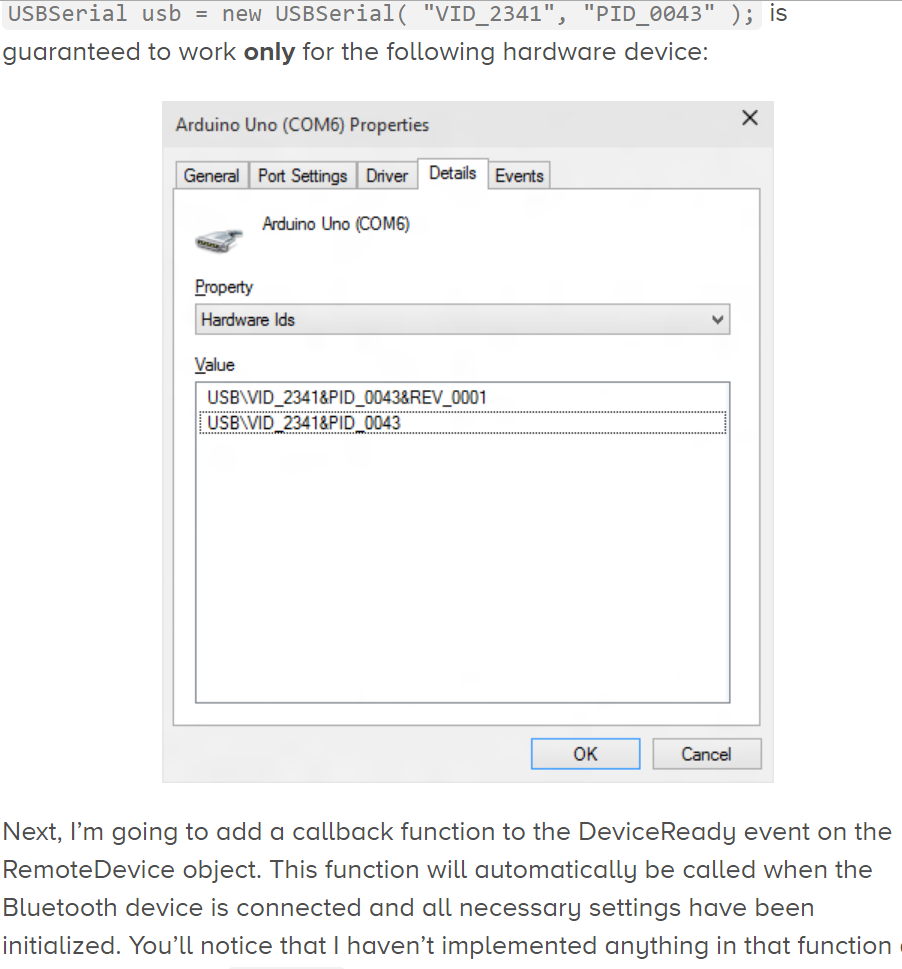 USBSerial usb = new USBSerial( "VID_2341", "PID_0043" ); is
guaranteed to work only for the following hardware device:
Arduino Uno (COM6) Properties
General Port Settings Driver Details Events
Arduino Uno (COM6)
Property
Hardware Ids
Value
USB\VID_2341&PID_0043&REV_0001
USB\VID_2341&PID_0043
OK Cancel
Next, I’m going to add a callback function to the DeviceReady event on the
RemoteDevice object. This function will automatically be called when the
Bluetooth device is connected and all necessary settings have been
initialized. You’ll notice that I haven’t implemented anything in that function